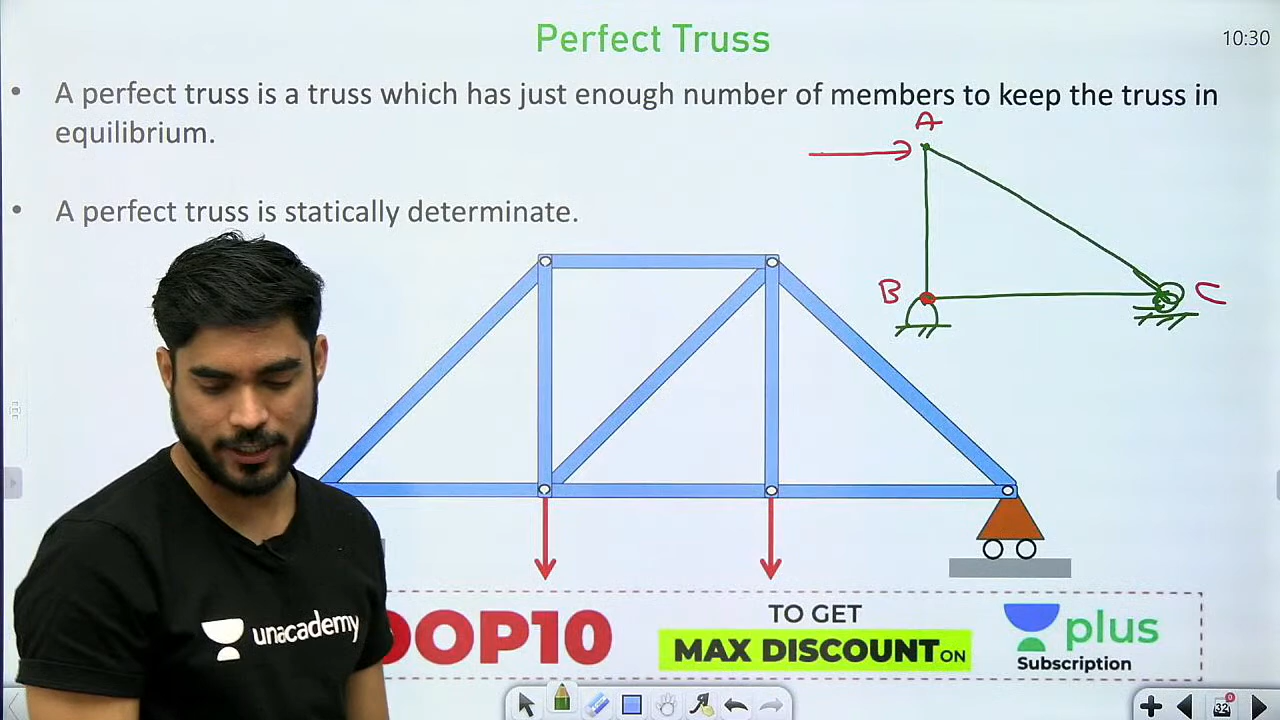 Perfect Truss
10:30
• A perfect truss is a truss which has just enough number of members to keep the truss in
equilibrium.
A
• A perfect truss is statically determinate.
B
C
unacademy
OP10
TO GET
MAX DISCOUNT ON
plus
Subscription
32
0